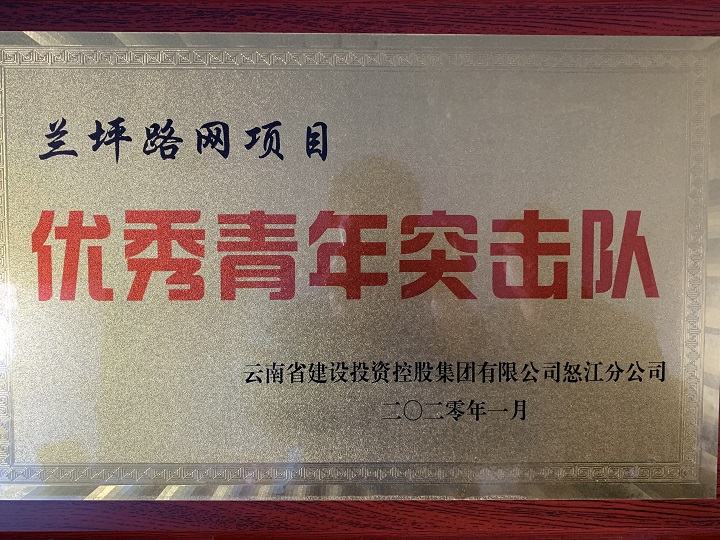 兰坪路网项目
优秀青年突击队
云南省建设投资控股集团有限公司怒江分公司
二〇二零年一月